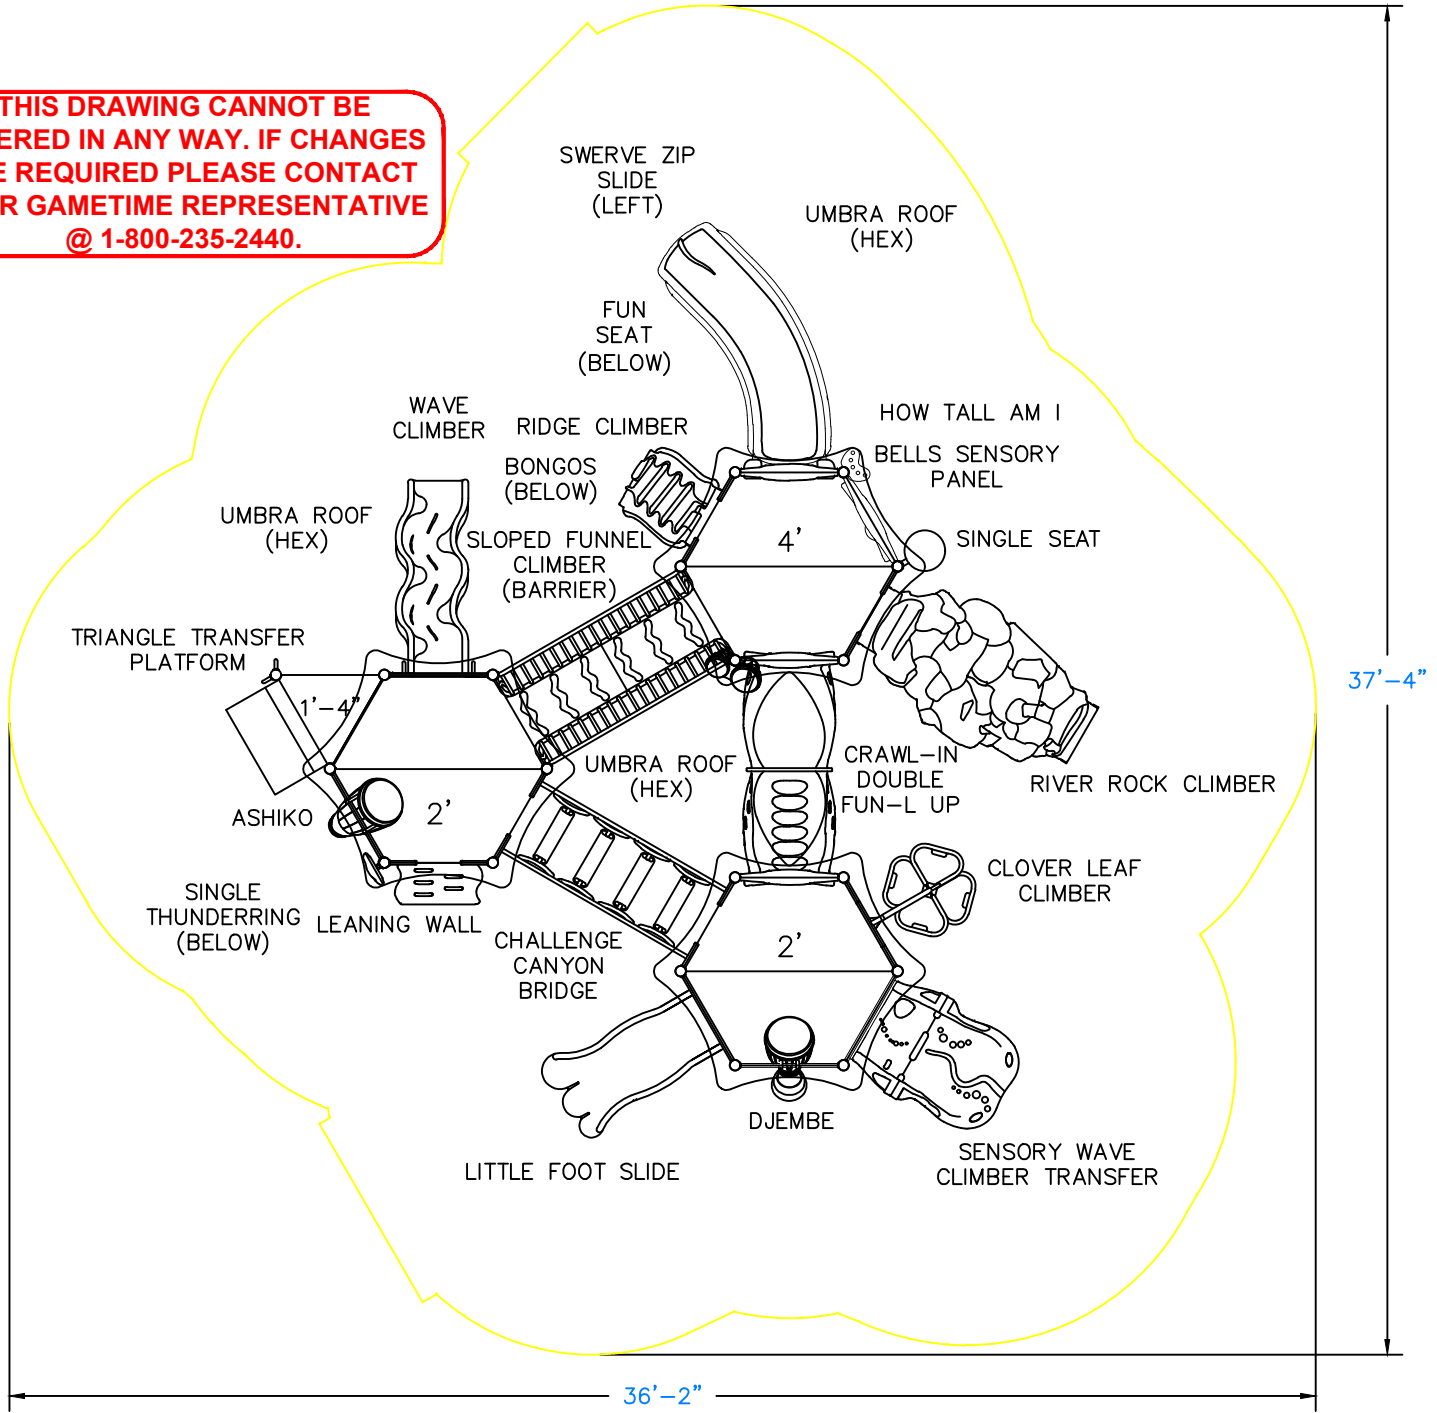 THIS DRAWING CANNOT BE
ERED IN ANY WAY. IF CHANGES
E REQUIRED PLEASE CONTACT
R GAMETIME REPRESENTATIVE
@ 1-800-235-2440.
SWERVE ZIP
SLIDE
(LEFT)
UMBRA ROOF
(HEX)
FUN
SEAT
(BELOW)
WAVE
CLIMBER
RIDGE CLIMBER
HOW TALL AM I
BONGOS
(BELOW)
BELLS SENSORY
PANEL
UMBRA ROOF
(HEX)
SLOPED FUNNEL
CLIMBER
(BARRIER)
4'
SINGLE SEAT
TRIANGLE TRANSFER
PLATFORM
1'-4"
37'-4"
UMBRA ROOF
(HEX)
CRAWL-IN
DOUBLE
FUN-L UP
RIVER ROCK CLIMBER
ASHIKO
2'
SINGLE
THUNDERRING
(BELOW)
LEANING WALL
CLOVER LEAF
CLIMBER
CHALLENGE
CANYON
BRIDGE
2'
DJEMBE
LITTLE FOOT SLIDE
SENSORY WAVE
CLIMBER TRANSFER
36'-2"